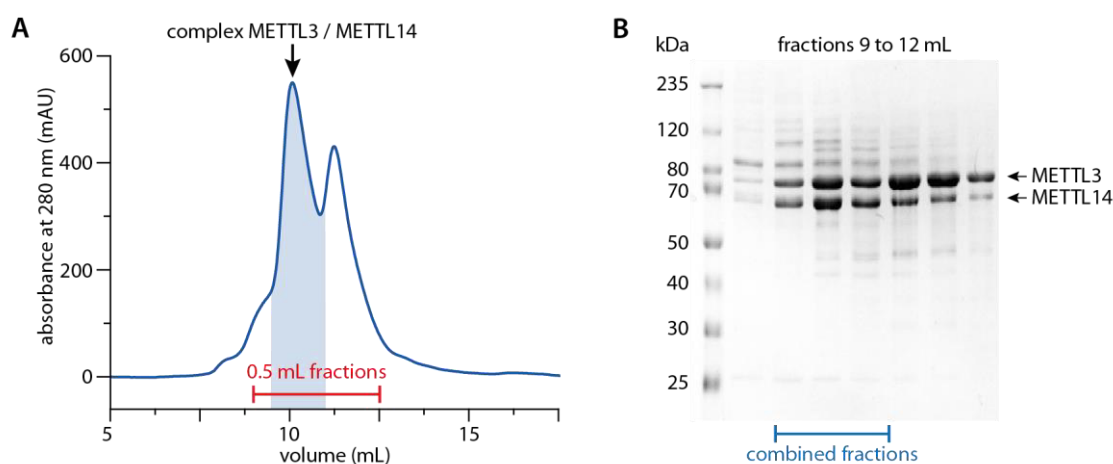 A
complex METTL3 / METTL14
600
400
200
0
absorbance at 280 nm (mAU)
0.5 mL fractions
5
10
15
volume (mL)
B
kDa
fractions 9 to 12 mL
235
120
80
70
50
40
30
25
METTL3
METTL14
combined fractions